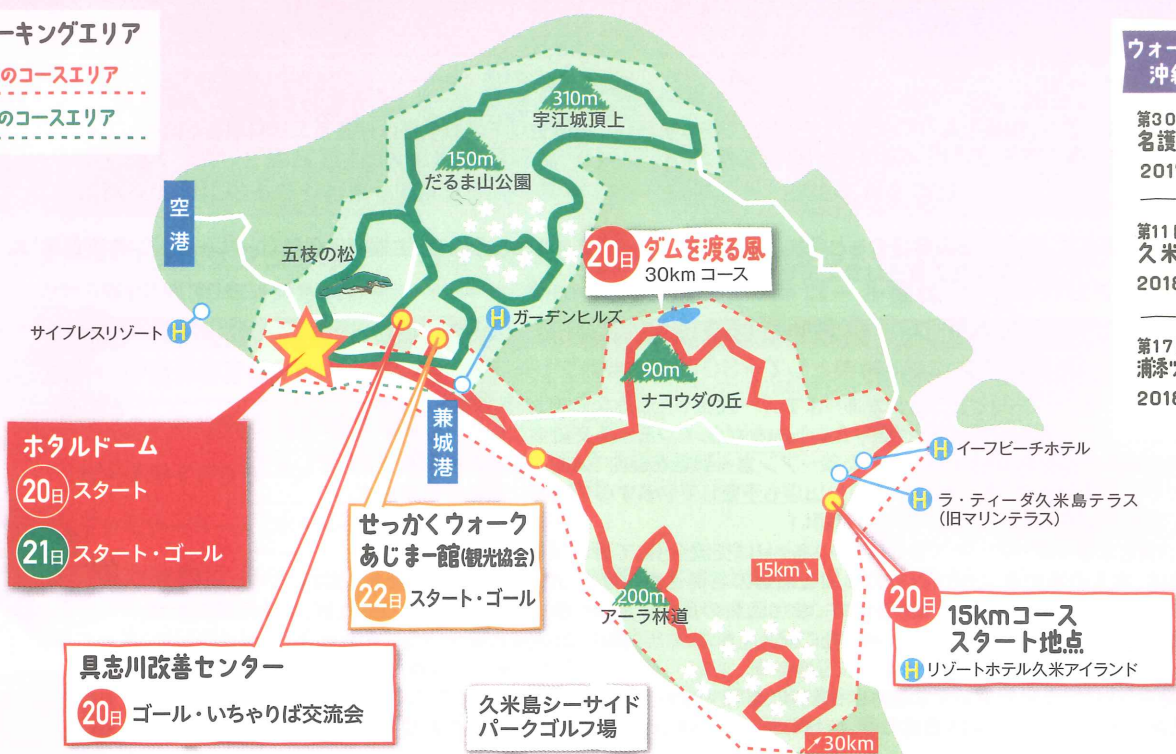 ーキングエリア
のコースエリア
のコースエリア
310m
宇江城頂上
150m
だるま山公園
空港
五枝の松
20日 ダムを渡る風
30km コース
H ガーデンヒルズ
サイプレスリゾート H
90m
ナコウダの丘
兼城港
ホタルドーム
20日 スタート
21日 スタート・ゴール
せっかくウォーク
あじまー館(観光協会)
22日 スタート・ゴール
H イーフビーチホテル
H ラ・ティーダ久米島テラス
(旧マリンテラス)
15km
200m
アーラ林道
20日 15kmコース
スタート地点
H リゾートホテル久米アイランド
具志川改善センター
20日 ゴール・いちゃりば交流会
久米島シーサイド
パークゴルフ場
30km
ウォー
沖
第30
名護
201
第11
久米
2018
第17
浦添
2018